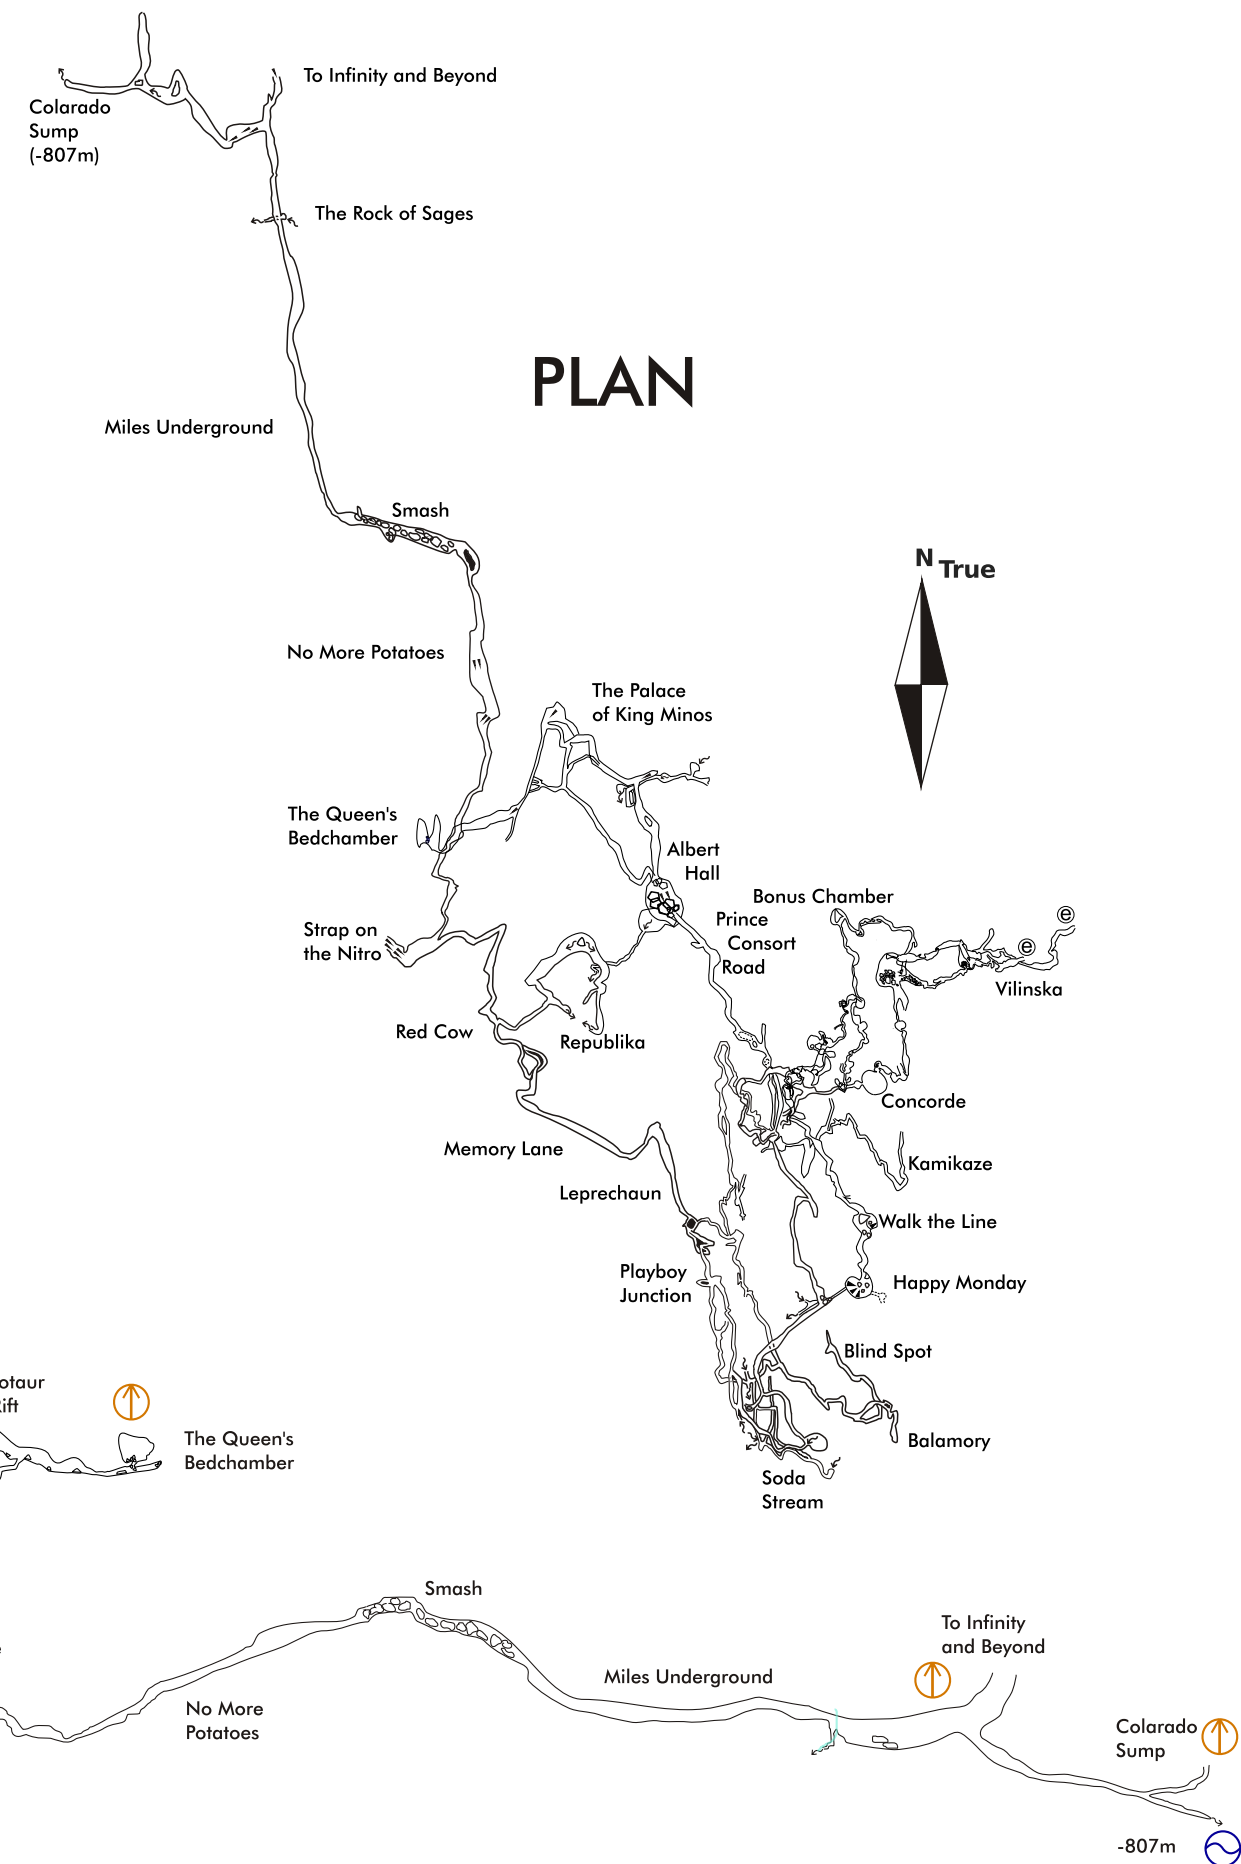 To Infinity and Beyond
Colarado
Sump
(-807m)
The Rock of Sages
PLAN
Miles Underground
Smash
N
True
No More Potatoes
The Palace
of King Minos
The Queen's
Bedchamber
Albert
Hall
Bonus Chamber
e
Prince
Consort
Road
e
Strap on
the Nitro
Vilinska
Red Cow
Republika
Concorde
Memory Lane
Kamikaze
Leprechaun
Walk the Line
Playboy
Junction
Happy Monday
Blind Spot
otaur
Rift
The Queen's
Bedchamber
Balamory
Soda
Stream
Smash
To Infinity
and Beyond
Miles Underground
No More
Potatoes
Colarado
Sump
-807m